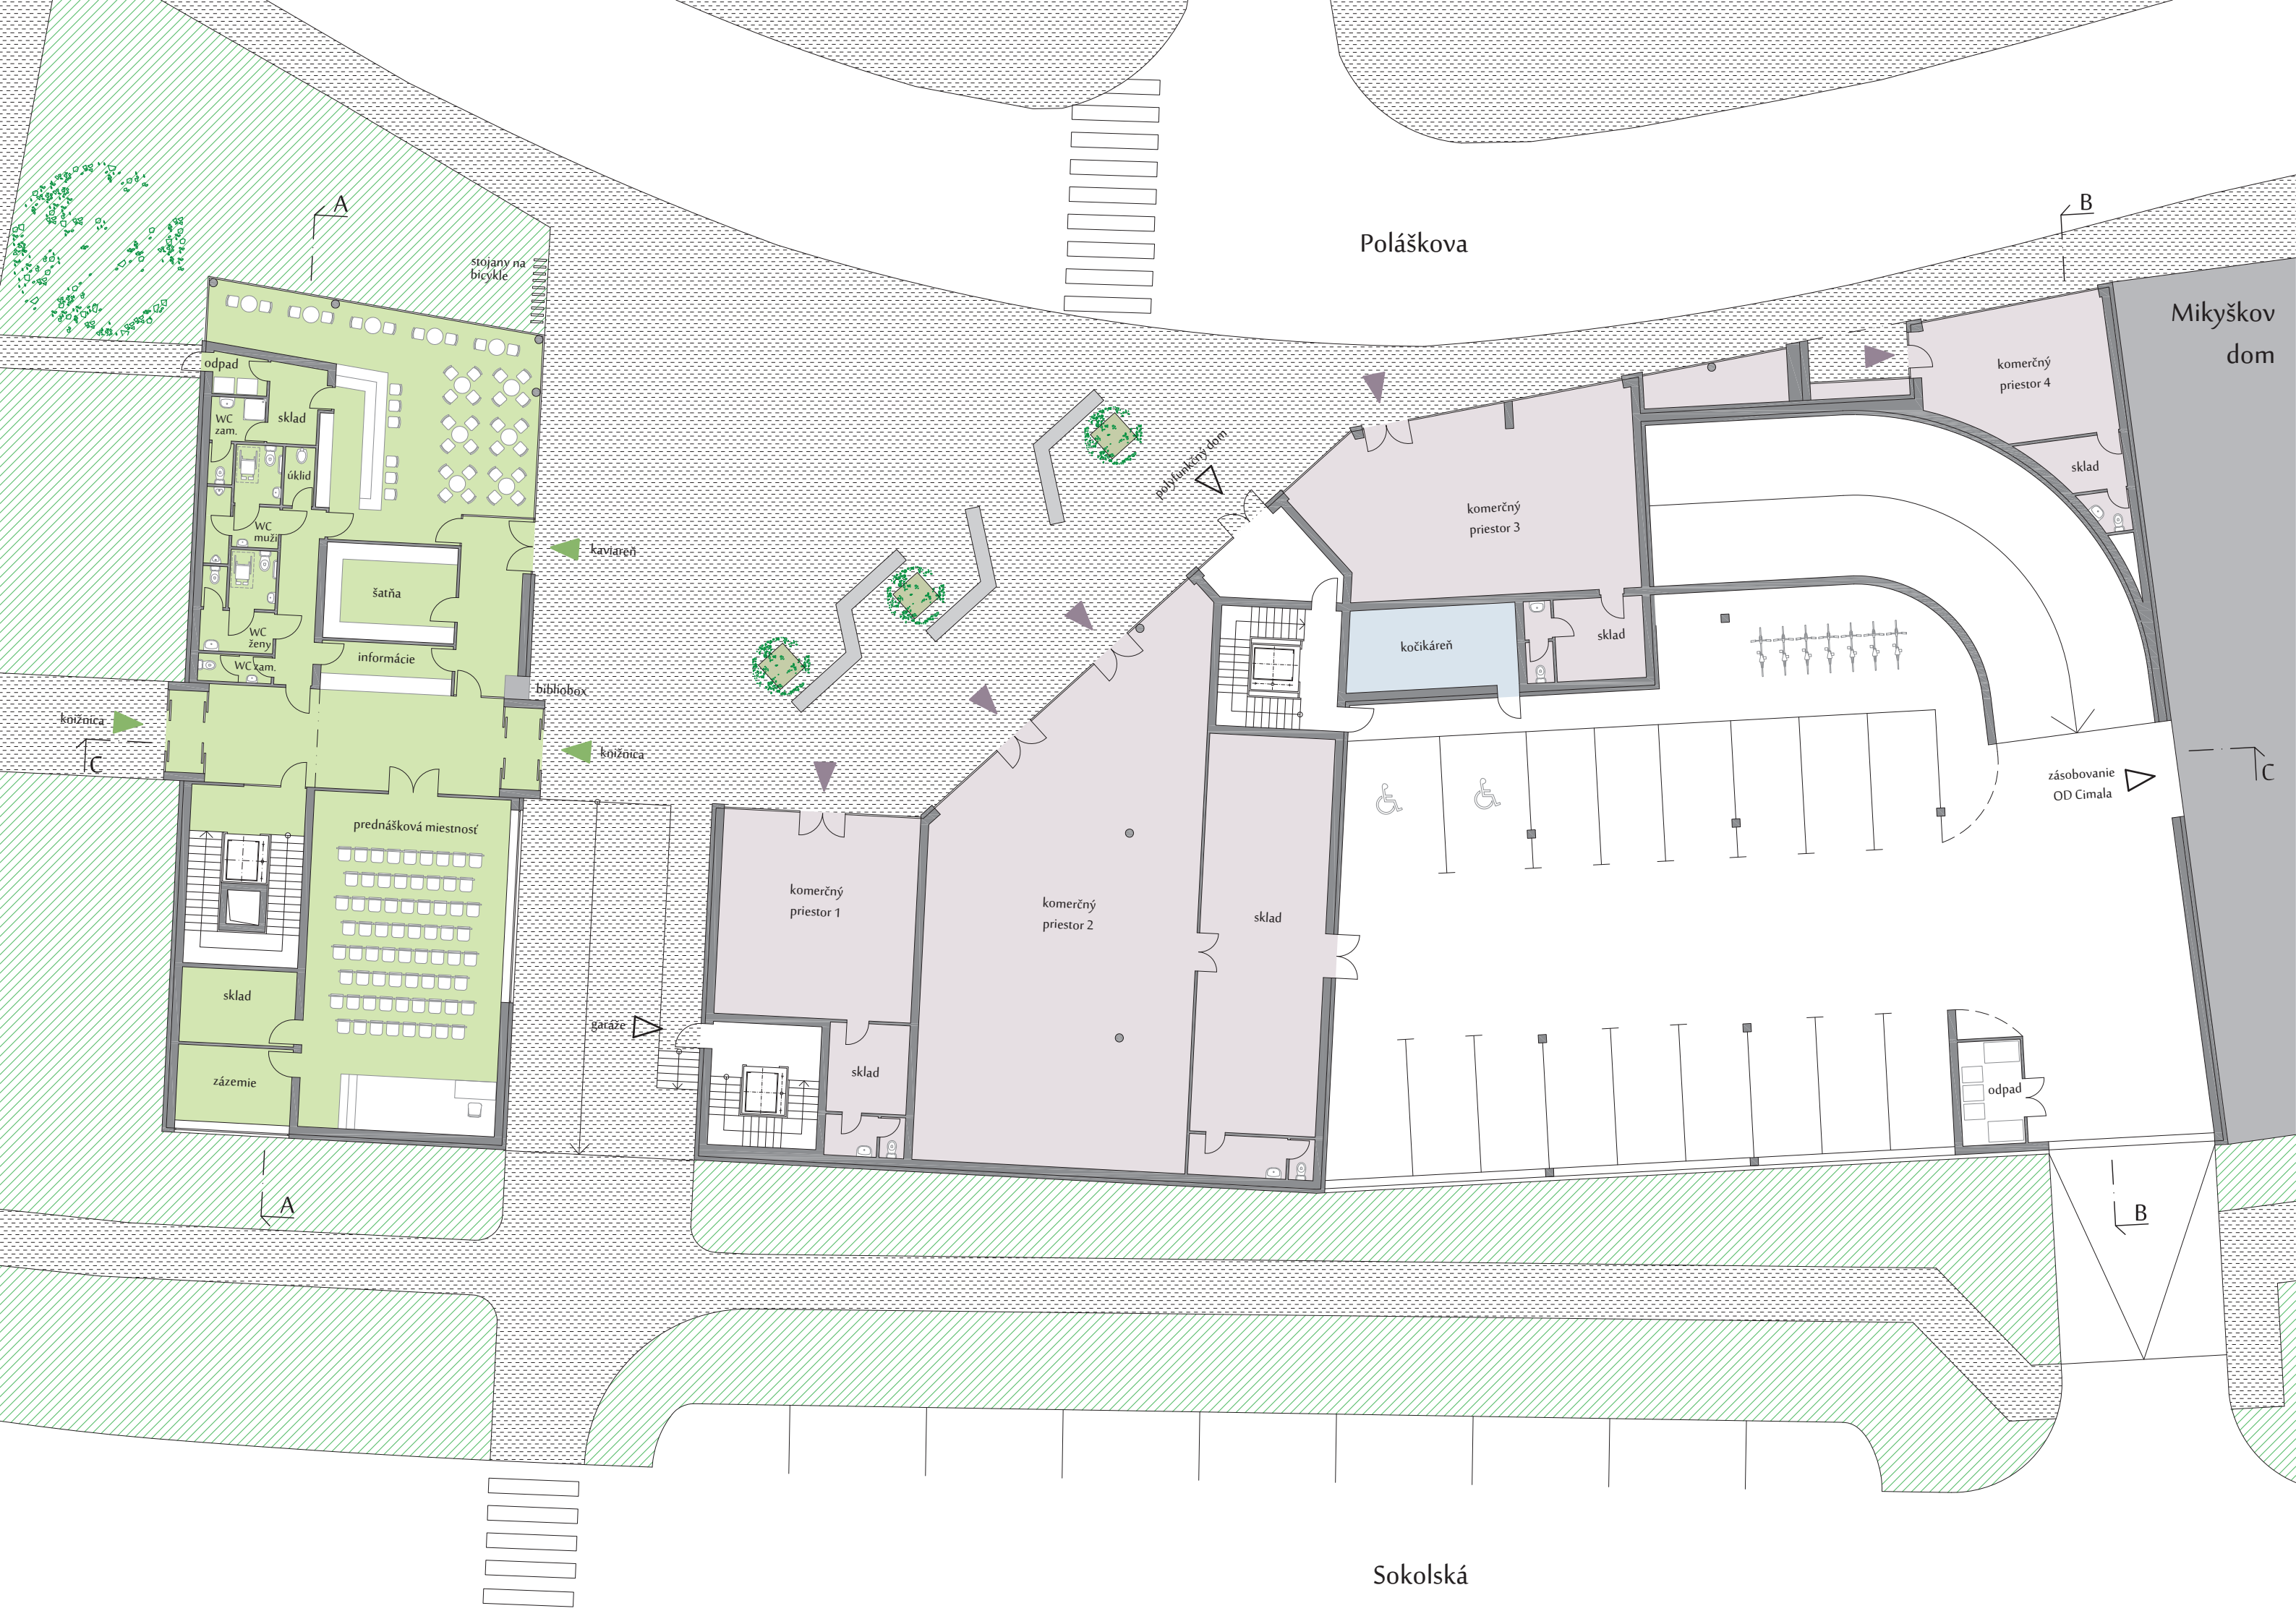 A
B
Poláškova
stojany na
bicykle
Mikyškov
dom
odpad
komerčný
priestor 4
WC
zam.
sklad
polyfunkčný dom
sklad
úklid
komerčný
priestor 3
WC
muži
kaviareň
šatňa
WC
ženy
sklad
kočikáreň
informácie
WC zam.
bibliobox
knižnica
knižnica
C
C
zásobovanie
OD Cimala
prednášková miestnosť
komerčný
priestor 1
komerčný
priestor 2
sklad
sklad
garáže
sklad
zázemie
odpad
A
B
Sokolská